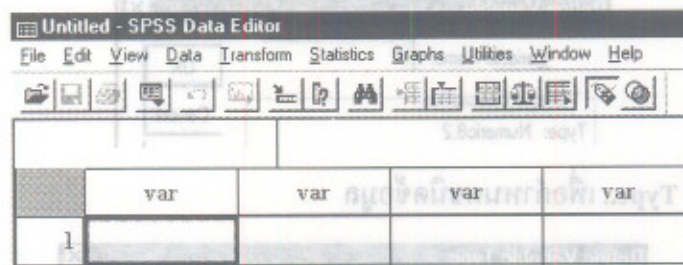 Untitled - SPSS Data Editor
File Edit View Data Transform Statistics Graphs Utilities Window Help
var var var var
1